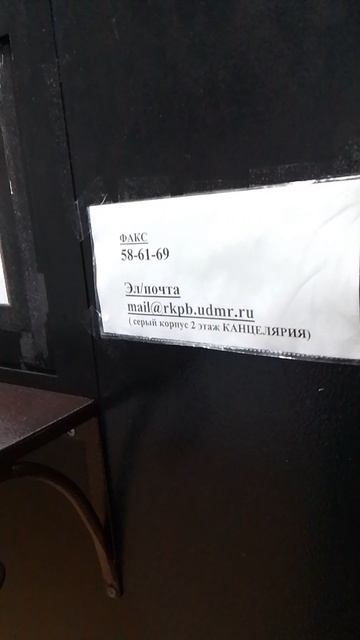 ФАКС
58-61-69
Эл/почта
mail@rkpb.udmr.ru
( серый корпус 2 этаж КАНЦЕЛЯРИЯ)